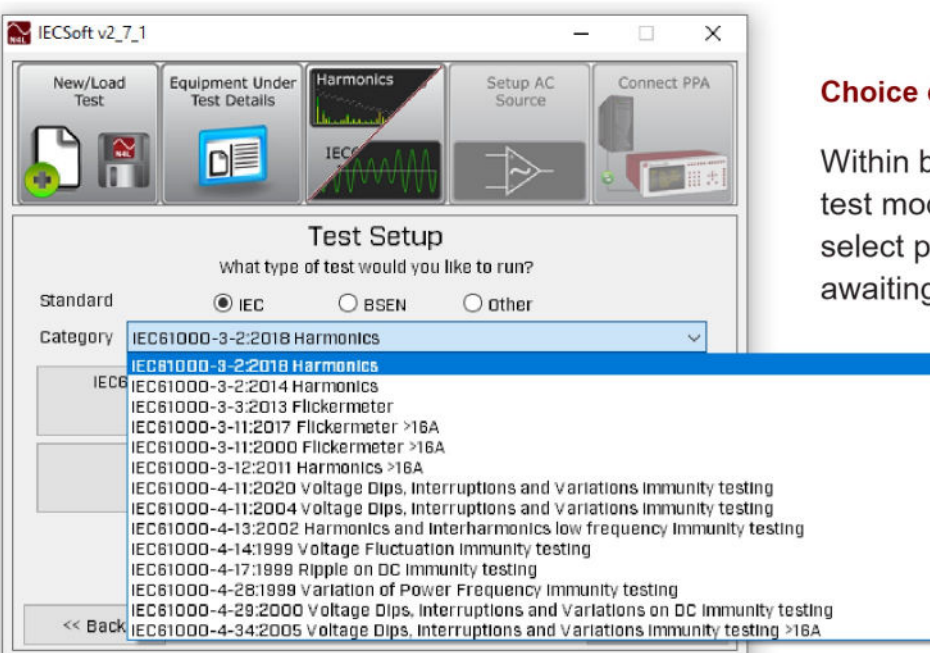 IECSoft v2_7_1
New/Load
Test
Equipment Under
Test Details
Harmonics
IEC
Setup AC
Source
Connect PPA
N4L
Test Setup
What type of test would you like to run?
Standard IEC BSEN Other
Category IEC61000-3-2:2018 Harmonics
IEC61000-3-2:2018 Harmonics
IEC61000-3-2:2014 Harmonics
IEC61000-3-3:2013 Flickermeter
IEC61000-3-11:2017 Flickermeter >16A
IEC61000-3-11:2000 Flickermeter >16A
IEC61000-3-12:2011 Harmonics >16A
IEC61000-4-11:2020 Voltage Dips, Interruptions and Variations immunity testing
IEC61000-4-11:2004 Voltage Dips, Interruptions and Variations immunity testing
IEC61000-4-13:2002 Harmonics and Interharmonics low frequency immunity testing
IEC61000-4-14:1999 Voltage Fluctuation immunity testing
IEC61000-4-17:1999 Ripple on DC immunity testing
IEC61000-4-28:1999 Variation of Power Frequency immunity testing
IEC61000-4-29:2000 Voltage Dips, Interruptions and Variations on DC immunity testing
IEC61000-4-34:2005 Voltage Dips, Interruptions and Variations immunity testing >16A
IEC6
<< Back
Choice
Within
test
select
awaiting